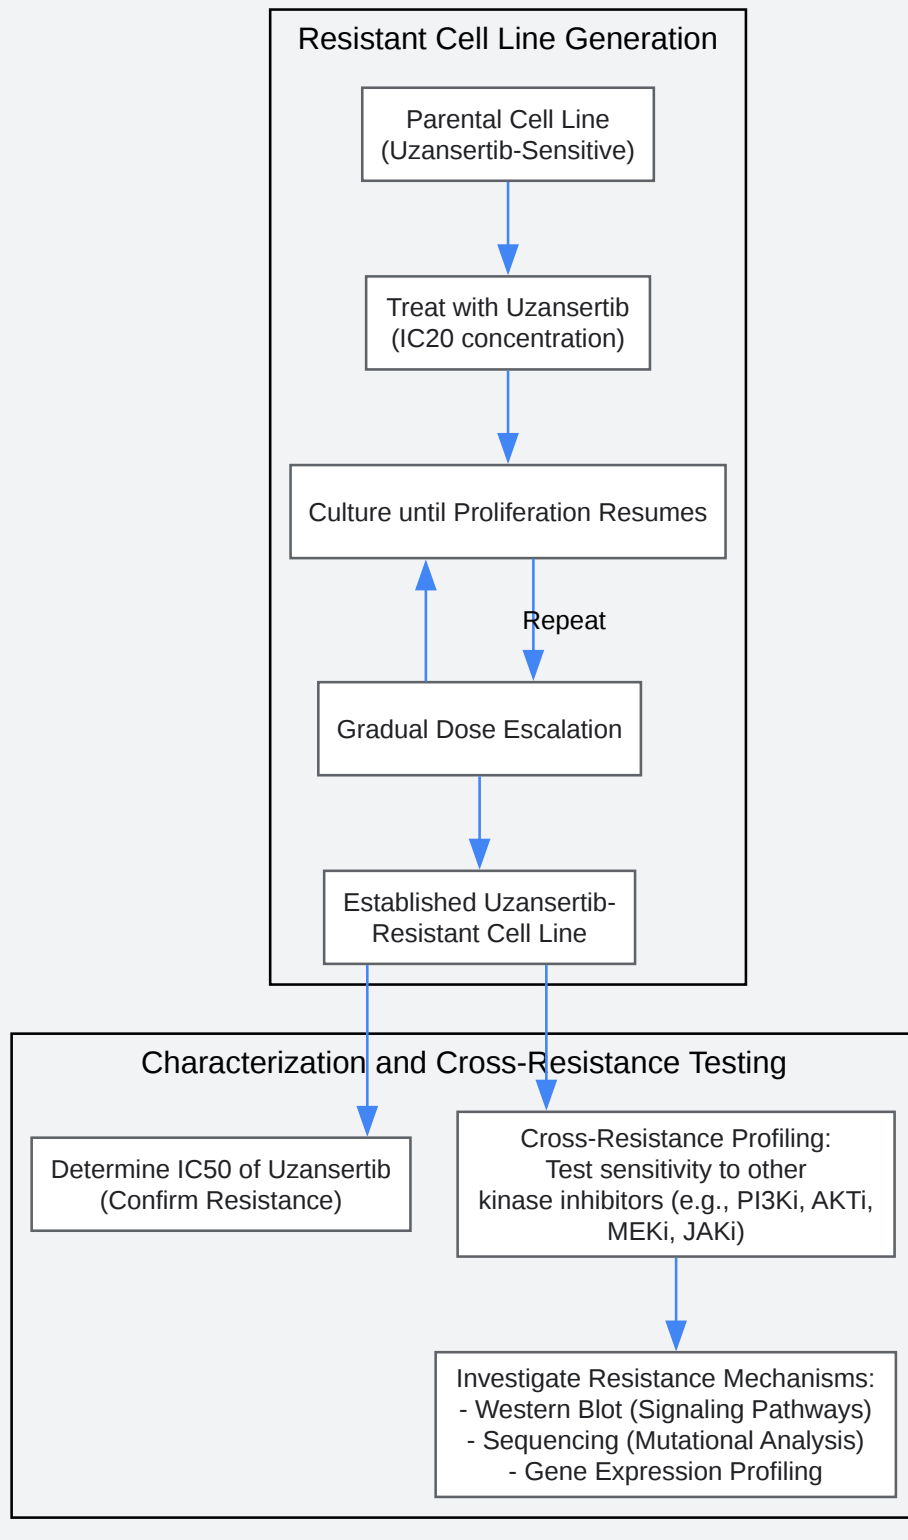 Resistant Cell Line Generation
Parental Cell Line
(Uzansertib-Sensitive)
Treat with Uzansertib
(IC20 concentration)
Culture until Proliferation Resumes
Repeat
Gradual Dose Escalation
Established Uzansertib-
Resistant Cell Line
Characterization and Cross-Resistance Testing
Determine IC50 of Uzansertib
(Confirm Resistance)
Cross-Resistance Profiling:
Test sensitivity to other
kinase inhibitors (e.g., PI3Ki, AKTi,
MEKi, JAKi)
Investigate Resistance Mechanisms:
- Western Blot (Signaling Pathways)
- Sequencing (Mutational Analysis)
- Gene Expression Profiling